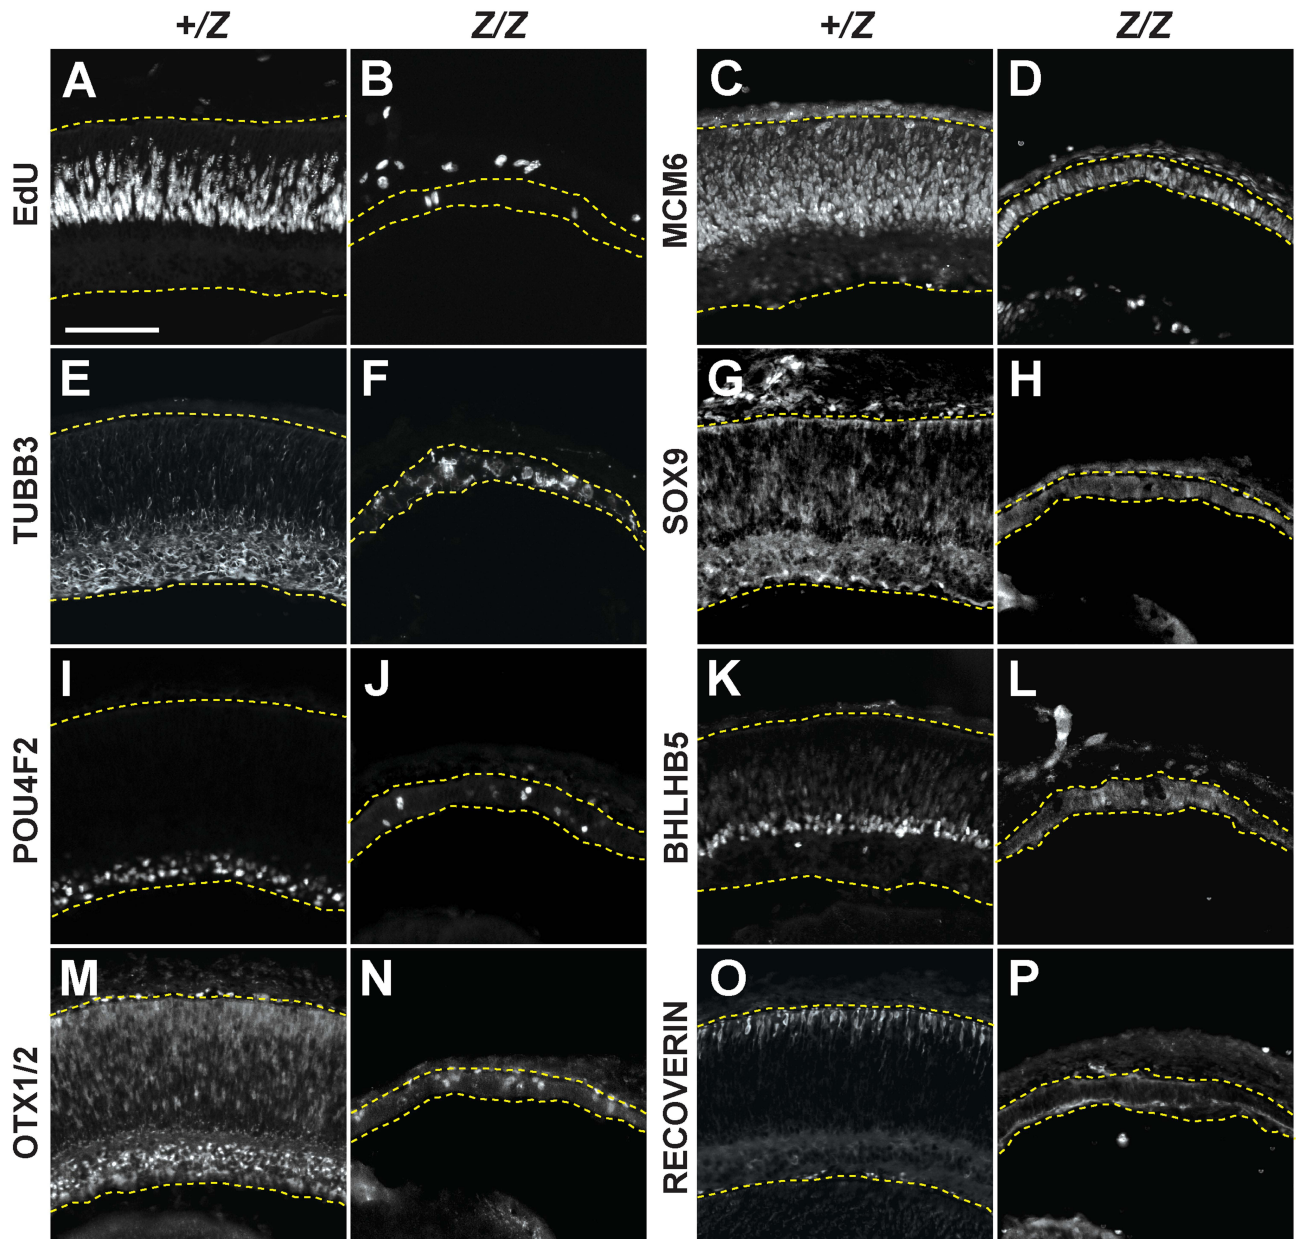 +/Z Z/Z +/Z Z/Z
EdU A B MCM6 C D
TUBB3 E F SOX9 G H
POU4F2 I J BHLHB5 K L
OTX1/2 M N RECOVERIN O P